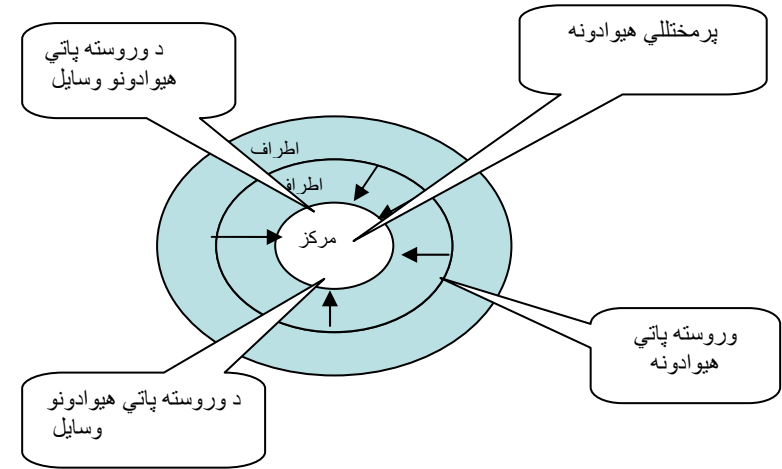 پرمختللي هيوادونه
د وروسته پاتي
هيوادونو وسايل
اطراف
اطراف
مرکز
وروسته پاتي
هيوادونه
د وروسته پاتي هيوادونو
وسايل